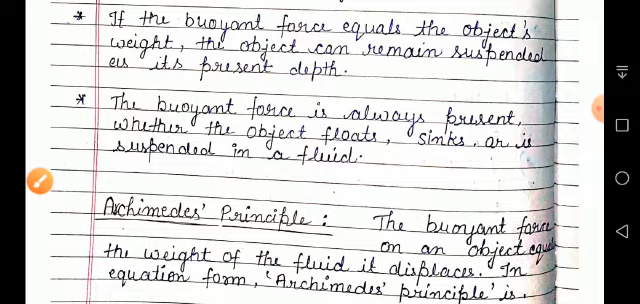 * If the buoyant force equals the object's
weight, the object can remain suspended
its present depth.
* The buoyant force is always present,
whether the object floats, sinks, or is
suspended in a fluid.
Archimedes' Principle : The buoyant force
on an object equal
the weight of the fluid it displaces. In
equation form, 'Archimedes' principle' is,